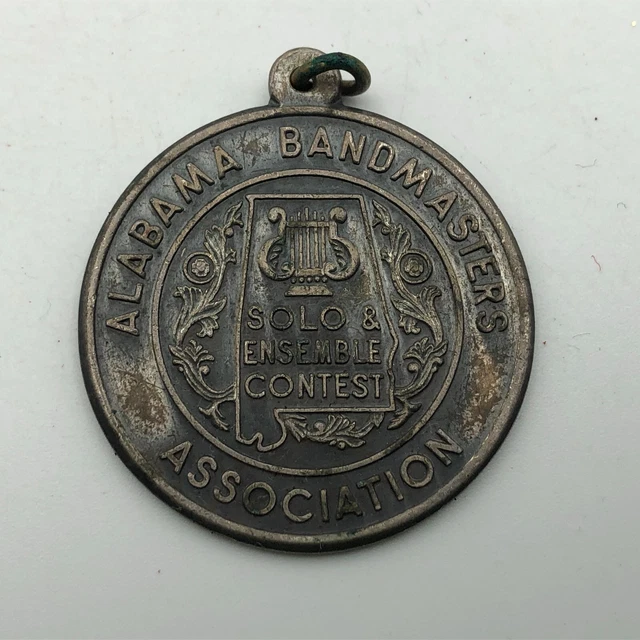 ALABAMA BANDMASTERS
ASSOCIATION
SOLO &
ENSEMBLE
CONTEST